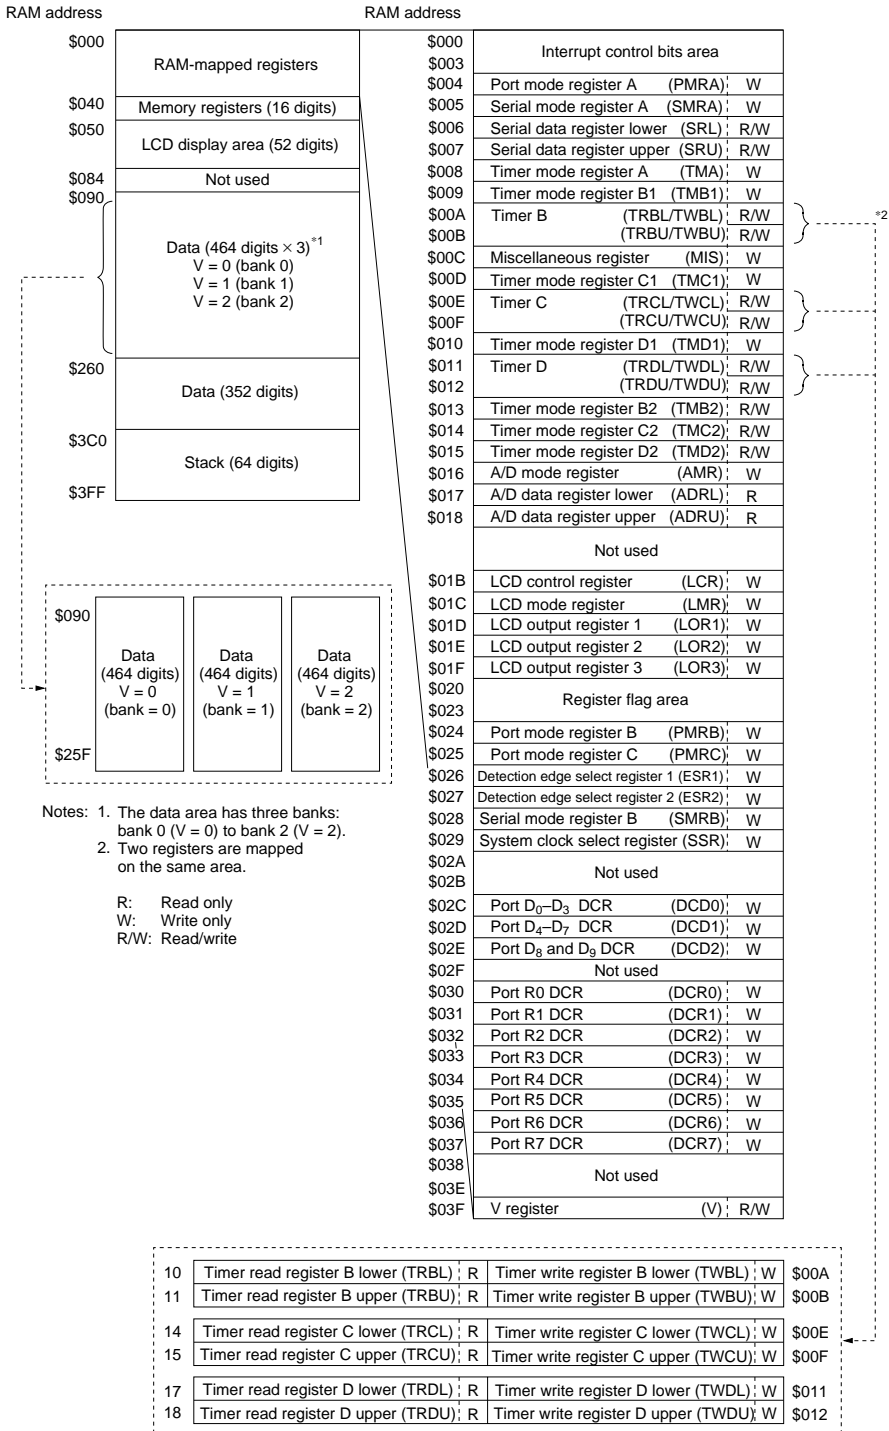 RAM address
$000
RAM-mapped registers
$040
Memory registers (16 digits)
$050
LCD display area (52 digits)
$084
Not used
$090
Data (464 digits × 3)*1
V = 0 (bank 0)
V = 1 (bank 1)
V = 2 (bank 2)
$260
Data (352 digits)
$3C0
Stack (64 digits)
$3FF
$090
Data (464 digits) V = 0 (bank = 0)
Data (464 digits) V = 1 (bank = 1)
Data (464 digits) V = 2 (bank = 2)
$25F
Notes: 1. The data area has three banks:
bank 0 (V = 0) to bank 2 (V = 2).
2. Two registers are mapped
on the same area.
R: Read only
W: Write only
R/W: Read/write
RAM address
$000
Interrupt control bits area
$003
$004 Port mode register A (PMRA) W
$005 Serial mode register A (SMRA) W
$006 Serial data register lower (SRL) R/W
$007 Serial data register upper (SRU) R/W
$008 Timer mode register A (TMA) W
$009 Timer mode register B1 (TMB1) W
$00A Timer B (TRBL/TWBL) R/W
$00B (TRBU/TWBU) R/W
*2
$00C Miscellaneous register (MIS) W
$00D Timer mode register C1 (TMC1) W
$00E Timer C (TRCL/TWCL) R/W
$00F (TRCU/TWCU) R/W
$010 Timer mode register D1 (TMD1) W
$011 Timer D (TRDL/TWDL) R/W
$012 (TRDU/TWDU) R/W
$013 Timer mode register B2 (TMB2) R/W
$014 Timer mode register C2 (TMC2) R/W
$015 Timer mode register D2 (TMD2) R/W
$016 A/D mode register (AMR) W
$017 A/D data register lower (ADRL) R
$018 A/D data register upper (ADRU) R
Not used
$01B LCD control register (LCR) W
$01C LCD mode register (LMR) W
$01D LCD output register 1 (LOR1) W
$01E LCD output register 2 (LOR2) W
$01F LCD output register 3 (LOR3) W
$020
Register flag area
$023
$024 Port mode register B (PMRB) W
$025 Port mode register C (PMRC) W
$026 Detection edge select register 1 (ESR1) W
$027 Detection edge select register 2 (ESR2) W
$028 Serial mode register B (SMRB) W
$029 System clock select register (SSR) W
$02A
Not used
$02B
$02C Port D0–D3 DCR (DCD0) W
$02D Port D4–D7 DCR (DCD1) W
$02E Port D8 and D9 DCR (DCD2) W
$02F Not used
$030 Port R0 DCR (DCR0) W
$031 Port R1 DCR (DCR1) W
$032 Port R2 DCR (DCR2) W
$033 Port R3 DCR (DCR3) W
$034 Port R4 DCR (DCR4) W
$035 Port R5 DCR (DCR5) W
$036 Port R6 DCR (DCR6) W
$037 Port R7 DCR (DCR7) W
$038
Not used
$03E
$03F V register (V) R/W
10 Timer read register B lower (TRBL) R Timer write register B lower (TWBL) W $00A
11 Timer read register B upper (TRBU) R Timer write register B upper (TWBU) W $00B
14 Timer read register C lower (TRCL) R Timer write register C lower (TWCL) W $00E
15 Timer read register C upper (TRCU) R Timer write register C upper (TWCU) W $00F
17 Timer read register D lower (TRDL) R Timer write register D lower (TWDL) W $011
18 Timer read register D upper (TRDU) R Timer write register D upper (TWDU) W $012